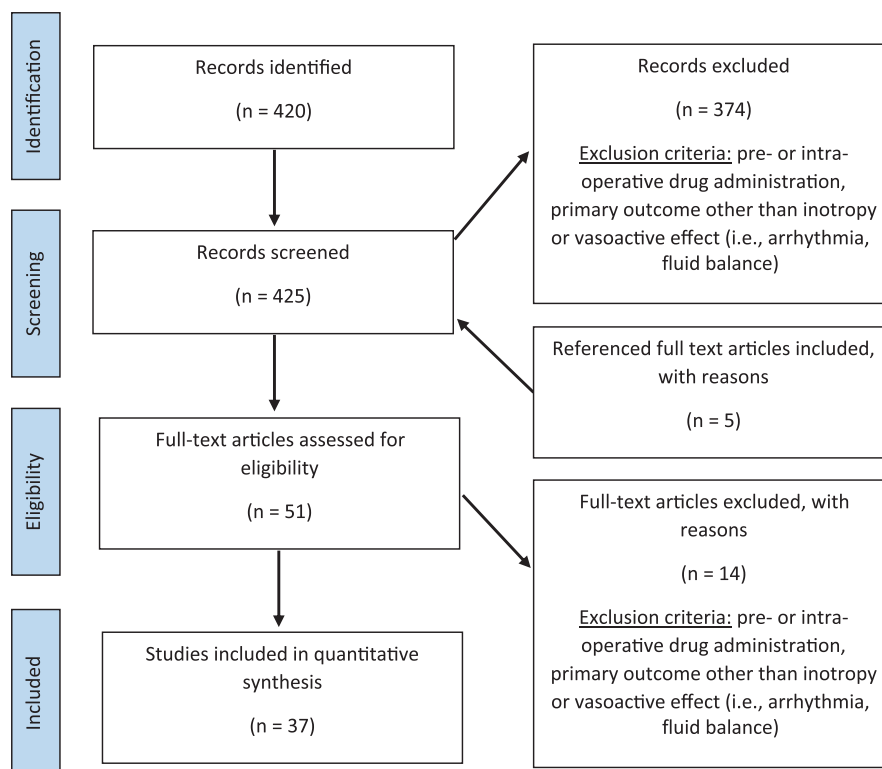 Identification
Records identified
(n = 420)
Records excluded
(n = 374)
Exclusion criteria: pre- or intra-
operative drug administration,
primary outcome other than inotropy
or vasoactive effect (i.e., arrhythmia,
fluid balance)
Screening
Records screened
(n = 425)
Referenced full text articles included,
with reasons
(n = 5)
Eligibility
Full-text articles assessed for
eligibility
(n = 51)
Full-text articles excluded, with
reasons
(n = 14)
Exclusion criteria: pre- or intra-
operative drug administration,
primary outcome other than inotropy
or vasoactive effect (i.e., arrhythmia,
fluid balance)
Included
Studies included in quantitative
synthesis
(n = 37)